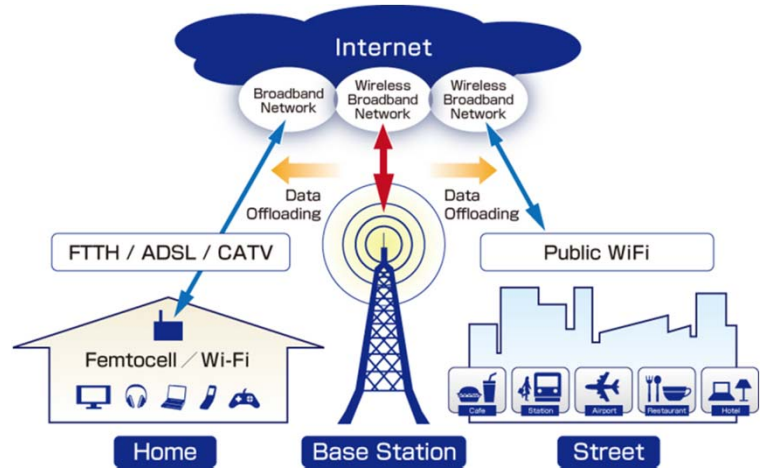 Internet
Broadband
Network
Wireless
Broadband
Network
Wireless
Broadband
Network
Data
Offloading
Data
Offloading
FTTH / ADSL / CATV
Public WiFi
Femtocell / Wi-Fi
Cafe
Station
Airport
Restaurant
Hotel
Home
Base Station
Street